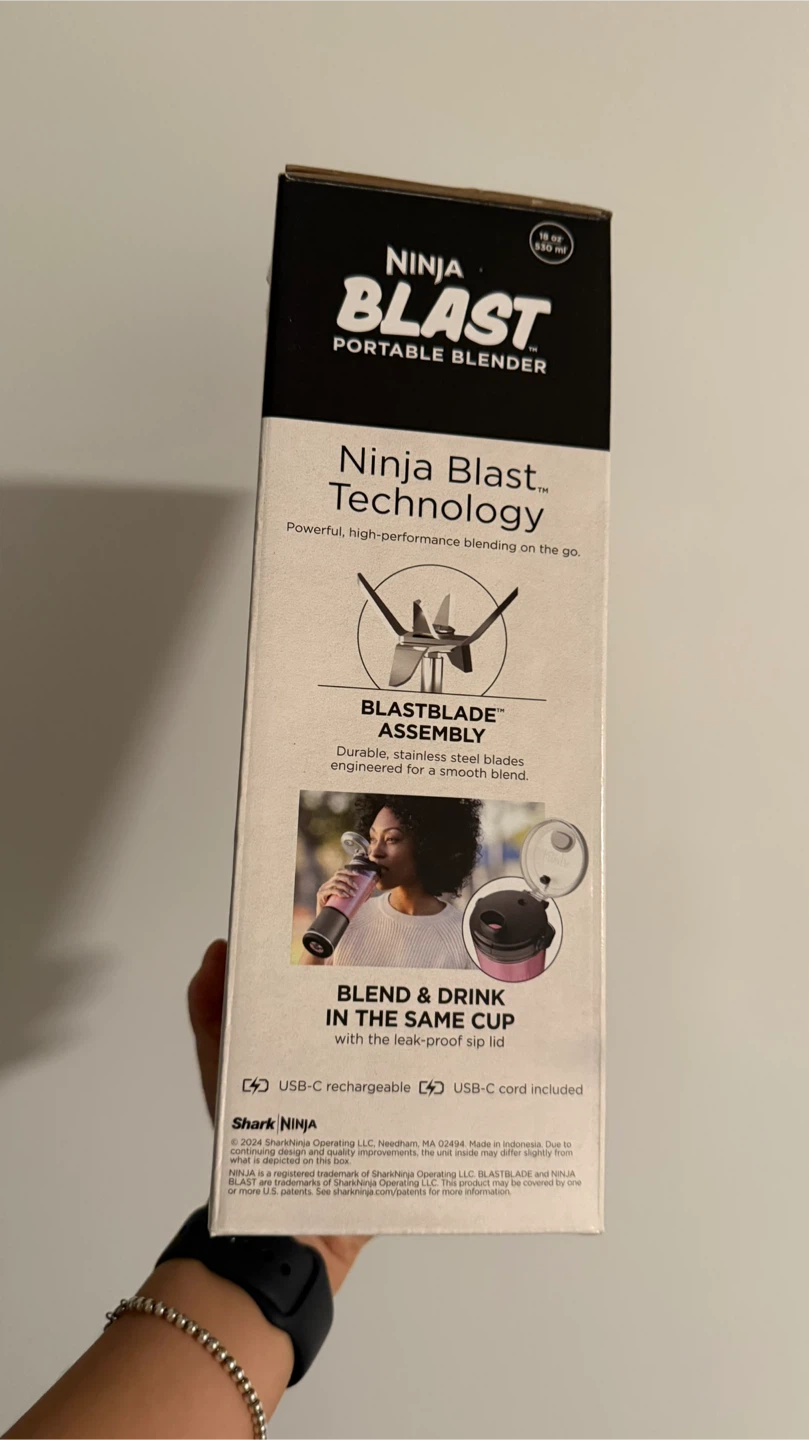 18 oz
530 ml
NINJA
BLAST™
PORTABLE BLENDER
Ninja Blast™
Technology
Powerful, high-performance blending on the go.
BLASTBLADE™
ASSEMBLY
Durable, stainless steel blades
engineered for a smooth blend.
BLEND & DRINK
IN THE SAME CUP
with the leak-proof sip lid
USB-C rechargeable USB-C cord included
Shark|NINJA
© 2024 SharkNinja Operating LLC, Needham, MA 02494. Made in Indonesia. Due to
continuing design and quality improvements, the unit inside may differ slightly from
what is depicted on this box.
NINJA is a registered trademark of SharkNinja Operating LLC. BLASTBLADE and NINJA
BLAST are trademarks of SharkNinja Operating LLC. This product may be covered by one
or more U.S. patents. See sharkninja.com/patents for more information.